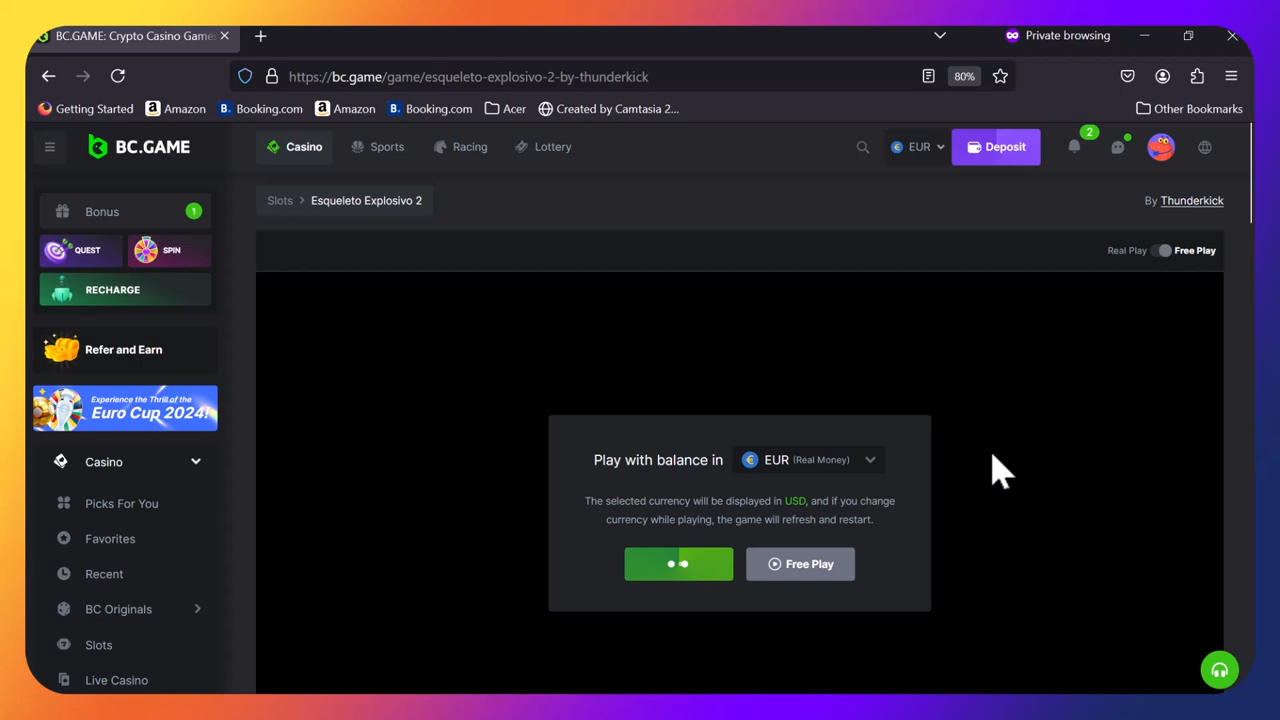 BC.GAME: Crypto Casino Games
Private browsing
https://bc.game/game/esqueleto-explosivo-2-by-thunderkick
80%
Getting Started
Amazon
Booking.com
Amazon
Booking.com
Acer
Created by Camtasia 2...
Other Bookmarks
BC.GAME
Casino
Sports
Racing
Lottery
EUR
Deposit
2
Bonus
1
QUEST
SPIN
RECHARGE
Refer and Earn
Experience the Thrill of the
Euro Cup 2024!
Casino
Picks For You
Favorites
Recent
BC Originals
Slots
Live Casino
Slots > Esqueleto Explosivo 2
By Thunderkick
Real Play
Free Play
Play with balance in
EUR (Real Money)
The selected currency will be displayed in USD, and if you change
currency while playing, the game will refresh and restart.
Free Play